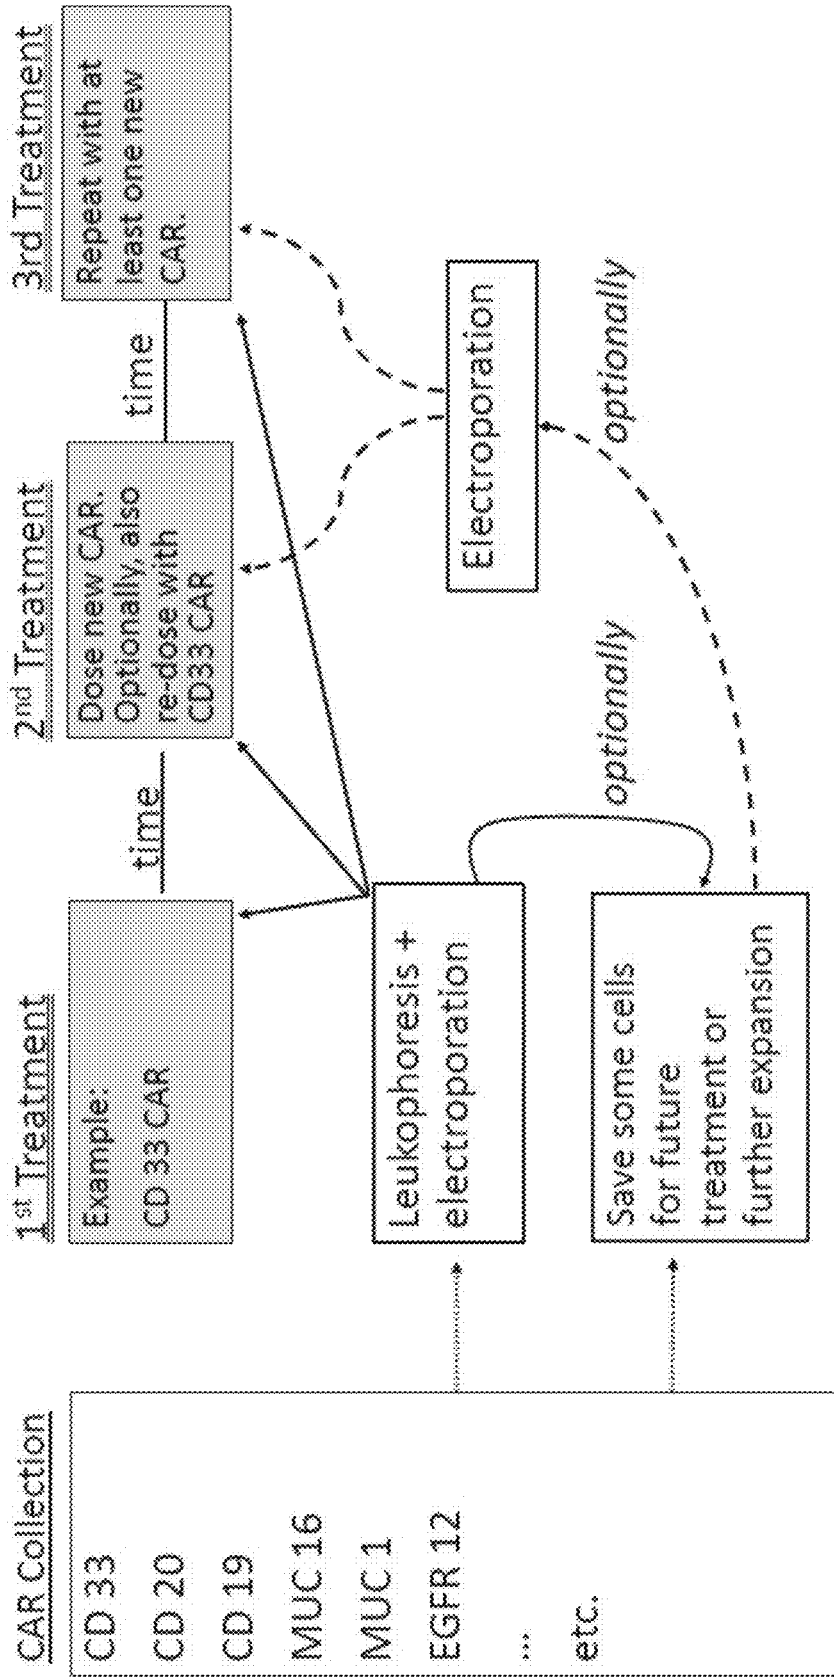 CAR Collection
CD 33
CD 20
CD 19
MUC 16
MUC 1
EGFR 12
...
etc.
1st Treatment
Example:
CD 33 CAR
time
2nd Treatment
Dose new CAR.
Optionally, also
re-dose with
CD33 CAR
time
3rd Treatment
Repeat with at
least one new
CAR.
Leukophoresis +
electroporation
optionally
Save some cells
for future
treatment or
further expansion
Electroporation
optionally